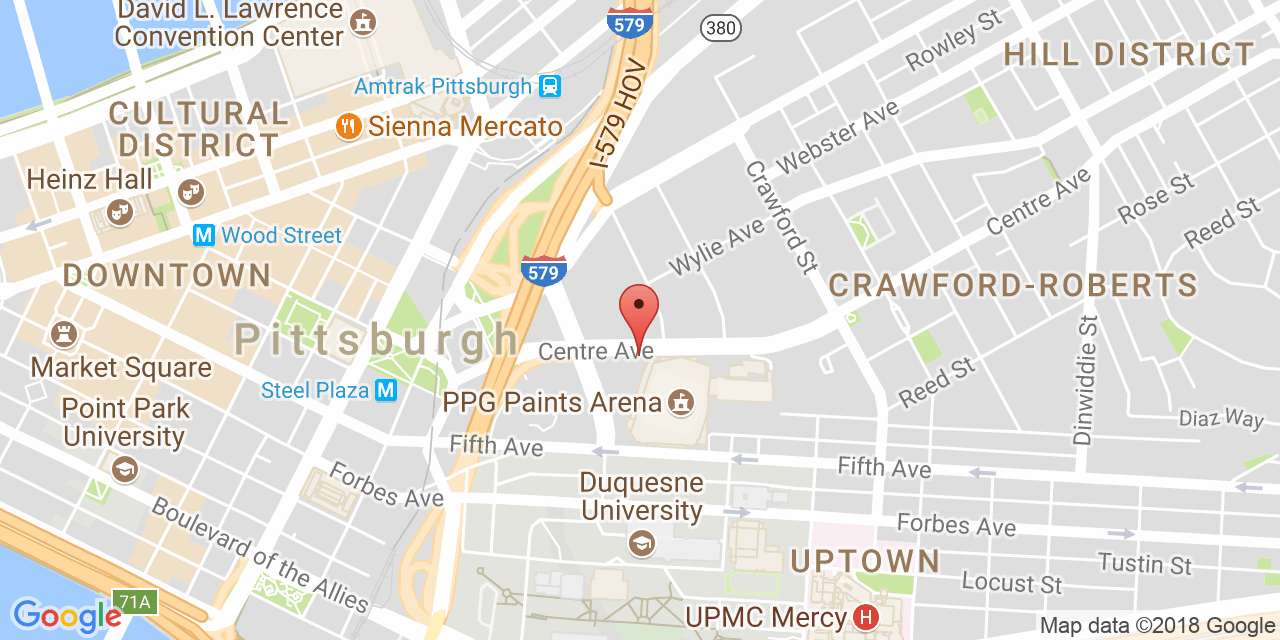 David L. Lawrence
Convention Center
579
380
Rowley St
HILL DISTRICT
Amtrak Pittsburgh
I-579 HOV
CULTURAL
DISTRICT
Sienna Mercato
Webster Ave
Heinz Hall
Crawford St
Centre Ave
Rose St
Reed St
M
Wood Street
Wylie Ave
DOWNTOWN
579
CRAWFORD-ROBERTS
Pittsburgh
Centre Ave
Dinwiddie St
Market Square
Steel Plaza
M
Reed St
PPG Paints Arena
Point Park
University
Diaz Way
Fifth Ave
Fifth Ave
Forbes Ave
Duquesne
University
Boulevard of the Allies
Forbes Ave
UPTOWN
Tustin St
Locust St
Google
71A
UPMC Mercy
H
Map data ©2018 Google